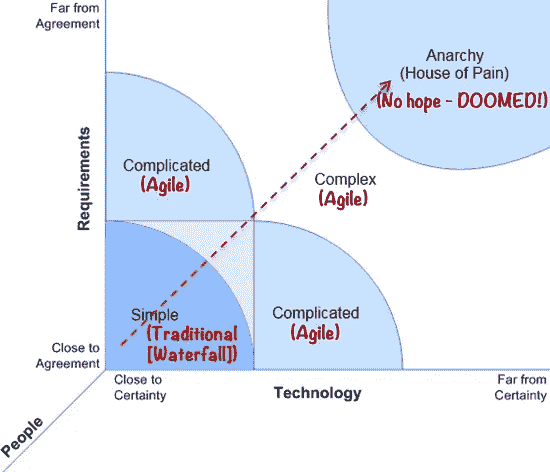 Far from
Agreement
Anarchy
(House of Pain)
(No hope - DOOMED!)
Requirements
Complicated
(Agile)
Complex
(Agile)
Simple
(Traditional
[Waterfall])
Complicated
(Agile)
Close to
Agreement
Close to
Certainty
Technology
Far from
Certainty
People